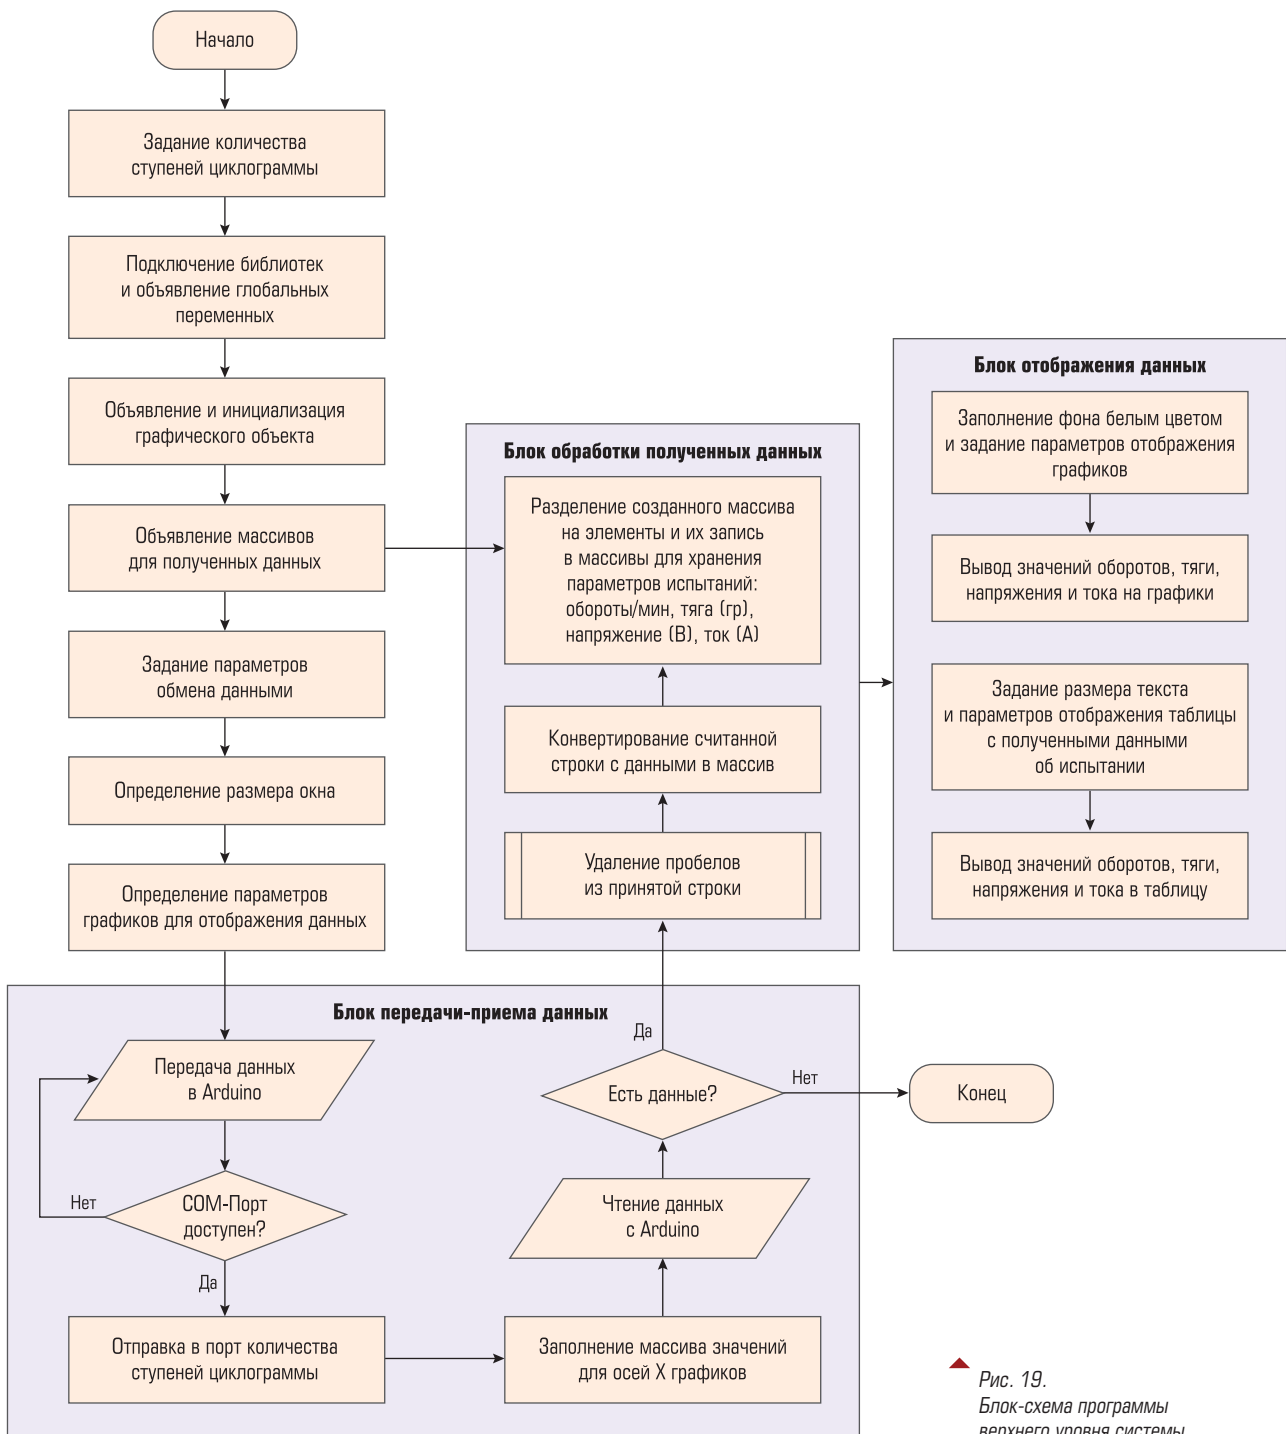 Начало
Задание количества
ступеней циклограммы
Подключение библиотек
и объявление глобальных
переменных
Объявление и инициализация
графического объекта
Объявление массивов
для полученных данных
Задание параметров
обмена данными
Определение размера окна
Определение параметров
графиков для отображения данных
Блок передачи-приема данных
Передача данных
в Arduino
COM-Порт
доступен?
Нет
Да
Отправка в порт количества
ступеней циклограммы
Заполнение массива значений
для осей X графиков
Чтение данных
с Arduino
Есть данные?
Да
Нет
Конец
Блок обработки полученных данных
Разделение созданного массива
на элементы и их запись
в массивы для хранения
параметров испытаний:
обороты/мин, тяга (гр),
напряжение (В), ток (А)
Конвертирование считанной
строки с данными в массив
Удаление пробелов
из принятой строки
Блок отображения данных
Заполнение фона белым цветом
и задание параметров отображения
графиков
Вывод значений оборотов, тяги,
напряжения и тока на графики
Задание размера текста
и параметров отображения таблицы
с полученными данными
об испытании
Вывод значений оборотов, тяги,
напряжения и тока в таблицу
Рис. 19.
Блок-схема программы
верхнего уровня системы